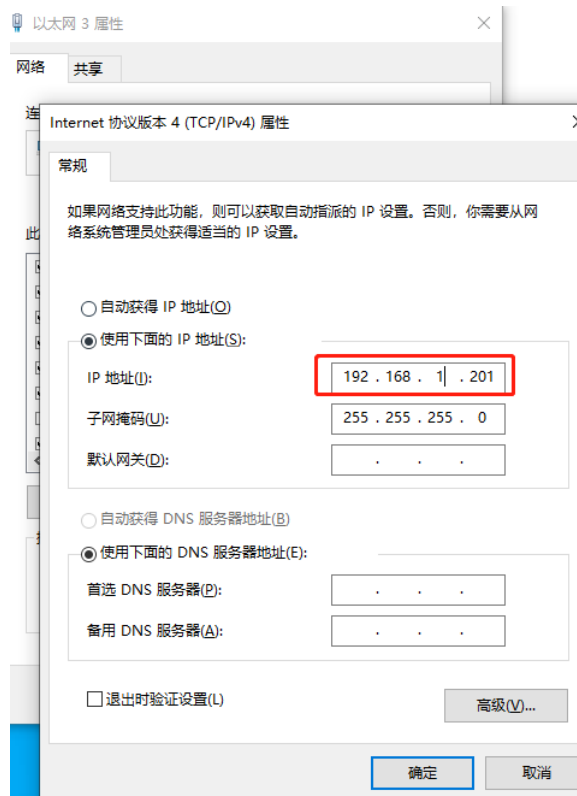 以太网 3 属性
网络 共享
连
Internet 协议版本 4 (TCP/IPv4) 属性
常规
如果网络支持此功能，则可以获取自动指派的 IP 设置。否则，你需要从网
络系统管理员处获得适当的 IP 设置。
此
自动获得 IP 地址(O)
使用下面的 IP 地址(S):
IP 地址(I): 192 . 168 . 1 . 201
子网掩码(U): 255 . 255 . 255 . 0
默认网关(D): . . .
自动获得 DNS 服务器地址(B)
使用下面的 DNS 服务器地址(E):
首选 DNS 服务器(P): . . .
备用 DNS 服务器(A): . . .
退出时验证设置(L)
高级(V)...
确定 取消